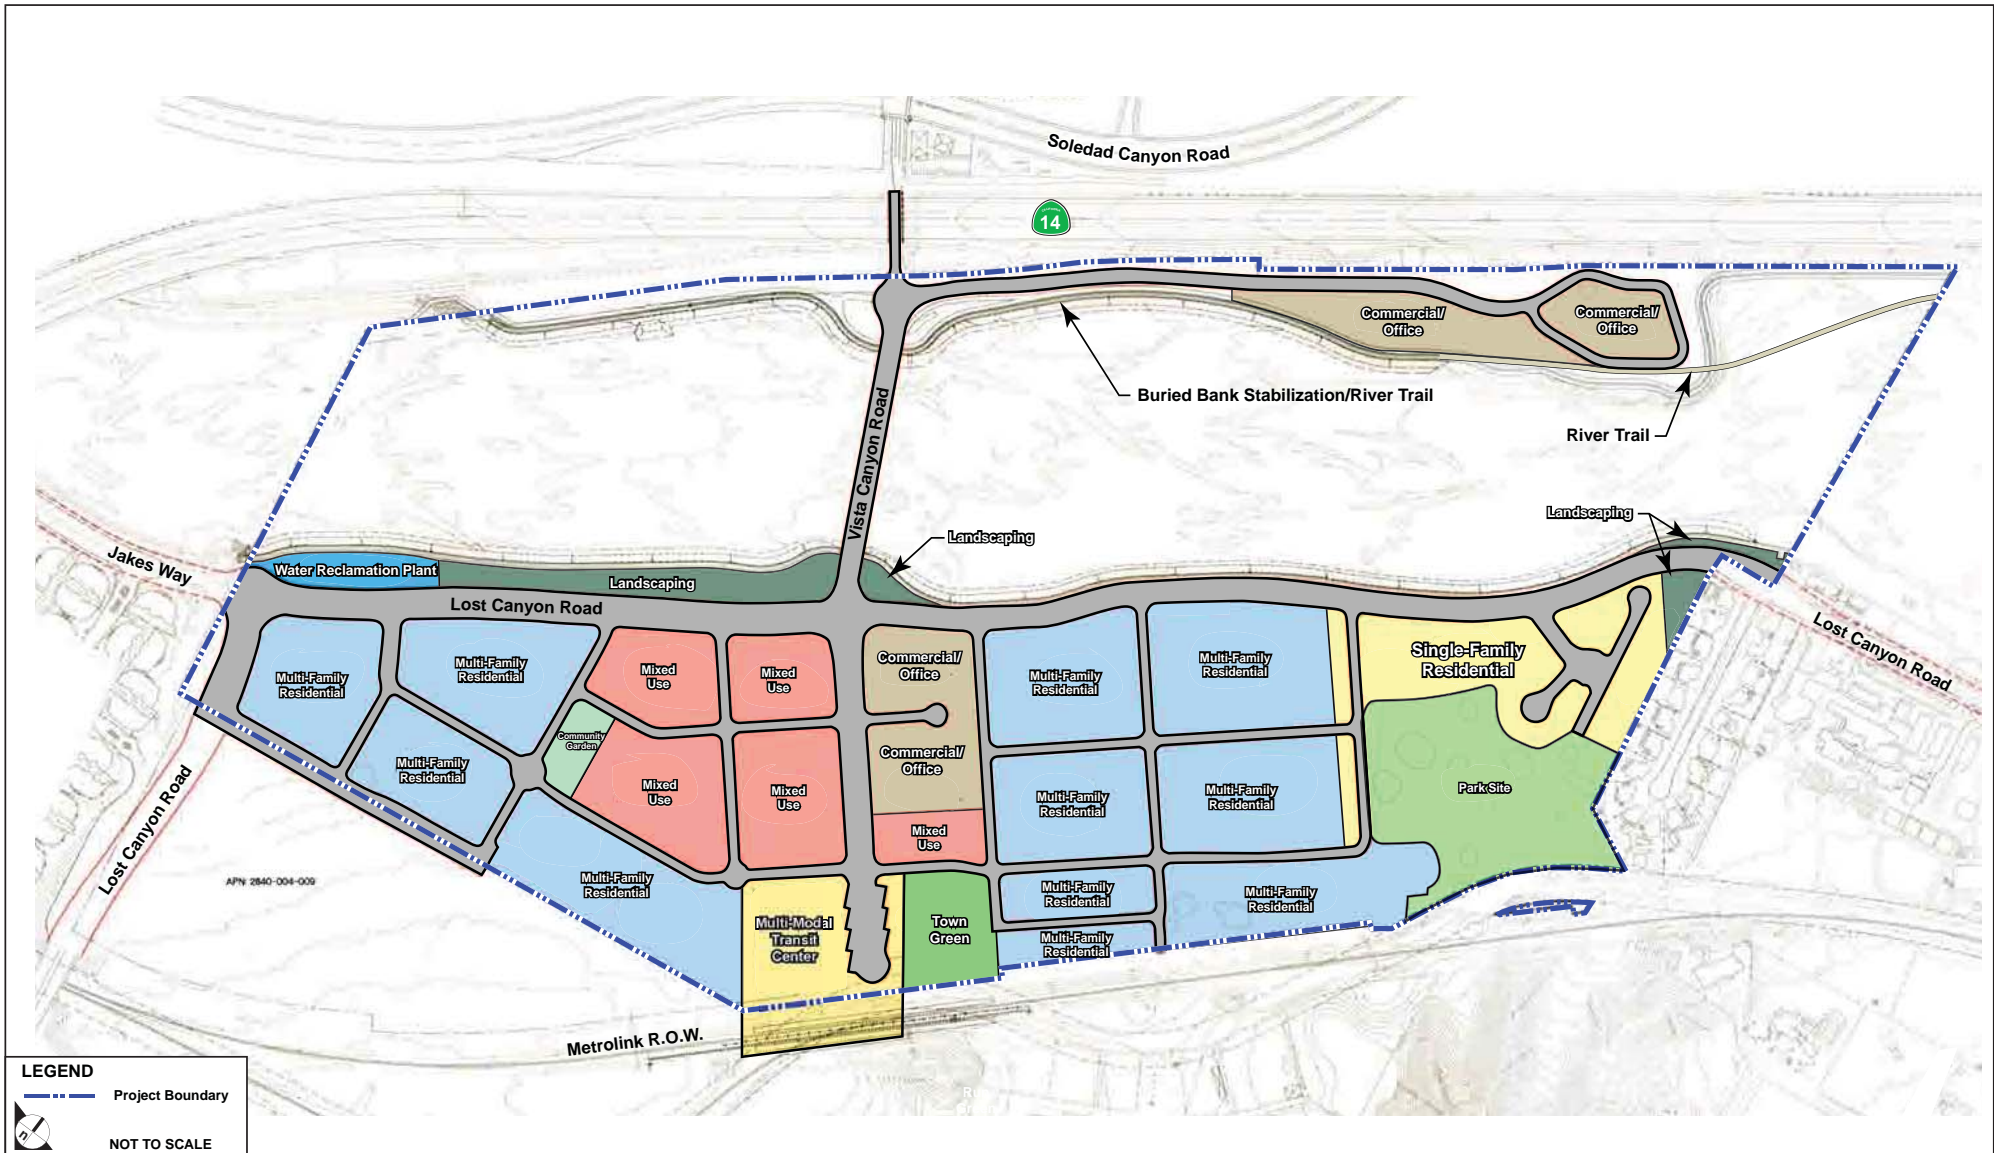 Soledad Canyon Road
14
Commercial/
Office
Commercial/
Office
Buried Bank Stabilization/River Trail
River Trail
Vista Canyon Road
Landscaping
Landscaping
Jakes Way
Water Reclamation Plant
Landscaping
Lost Canyon Road
Lost Canyon Road
Multi-Family
Residential
Multi-Family
Residential
Mixed
Use
Mixed
Use
Commercial/
Office
Multi-Family
Residential
Multi-Family
Residential
Single-Family
Residential
Community
Garden
Multi-Family
Residential
Mixed
Use
Mixed
Use
Commercial/
Office
Multi-Family
Residential
Multi-Family
Residential
Park Site
Lost Canyon Road
Mixed
Use
APN: 2840-004-009
Multi-Family
Residential
Multi-Family
Residential
Multi-Family
Residential
Multi-Modal
Transit
Center
Town
Green
Multi-Family
Residential
Metrolink R.O.W.
LEGEND
Project Boundary
n
NOT TO SCALE